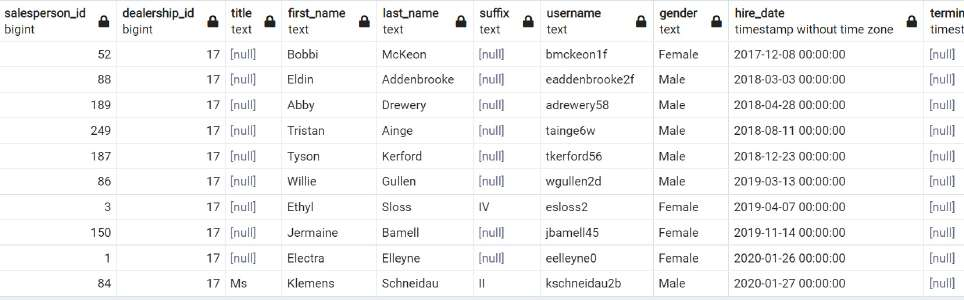 salesperson_id dealership_id title first_name last_name suffix username gender hire_date termin
bigint bigint text text text text text text timestamp without time zone timest
52 17 [null] Bobbi McKeon [null] bmckeon1f Female 2017-12-08 00:00:00 [null]
88 17 [null] Eldin Addenbrooke [null] eaddenbrooke2f Male 2018-03-03 00:00:00 [null]
189 17 [null] Abby Drewery [null] adrewery58 Male 2018-04-28 00:00:00 [null]
249 17 [null] Tristan Ainge [null] tainge6w Male 2018-08-11 00:00:00 [null]
187 17 [null] Tyson Kerford [null] tkerford56 Male 2018-12-23 00:00:00 [null]
86 17 [null] Willie Gullen [null] wgullen2d Male 2019-03-13 00:00:00 [null]
3 17 [null] Ethyl Sloss IV esloss2 Female 2019-04-07 00:00:00 [null]
150 17 [null] Jermaine Bamell [null] jbamell45 Female 2019-11-14 00:00:00 [null]
1 17 [null] Electra Elleyne [null] eelleyne0 Female 2020-01-26 00:00:00 [null]
84 17 Ms Klemens Schneidau II kschneidau2b Male 2020-01-27 00:00:00 [null]